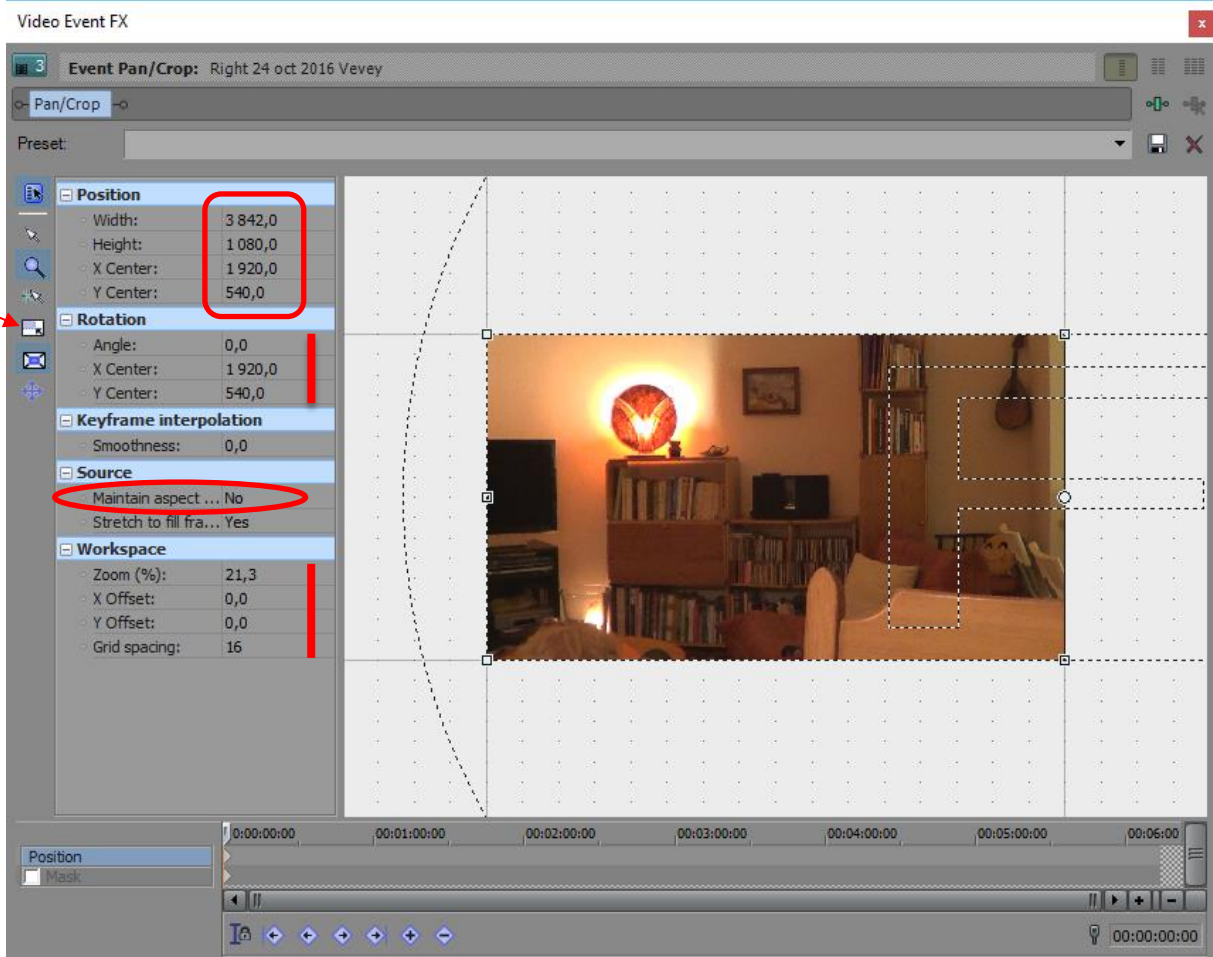 Video Event FX
x
3 Event Pan/Crop: Right 24 oct 2016 Vevey
Pan/Crop
Preset:
Position
Width: 3 842,0
Height: 1 080,0
X Center: 1 920,0
Y Center: 540,0
Rotation
Angle: 0,0
X Center: 1 920,0
Y Center: 540,0
Keyframe interpolation
Smoothness: 0,0
Source
Maintain aspect ... No
Stretch to fill fra... Yes
Workspace
Zoom (%): 21,3
X Offset: 0,0
Y Offset: 0,0
Grid spacing: 16
F
0:00:00:00 00:01:00:00 00:02:00:00 00:03:00:00 00:04:00:00 00:05:00:00 00:06:00
Position
Mask
00:00:00:00